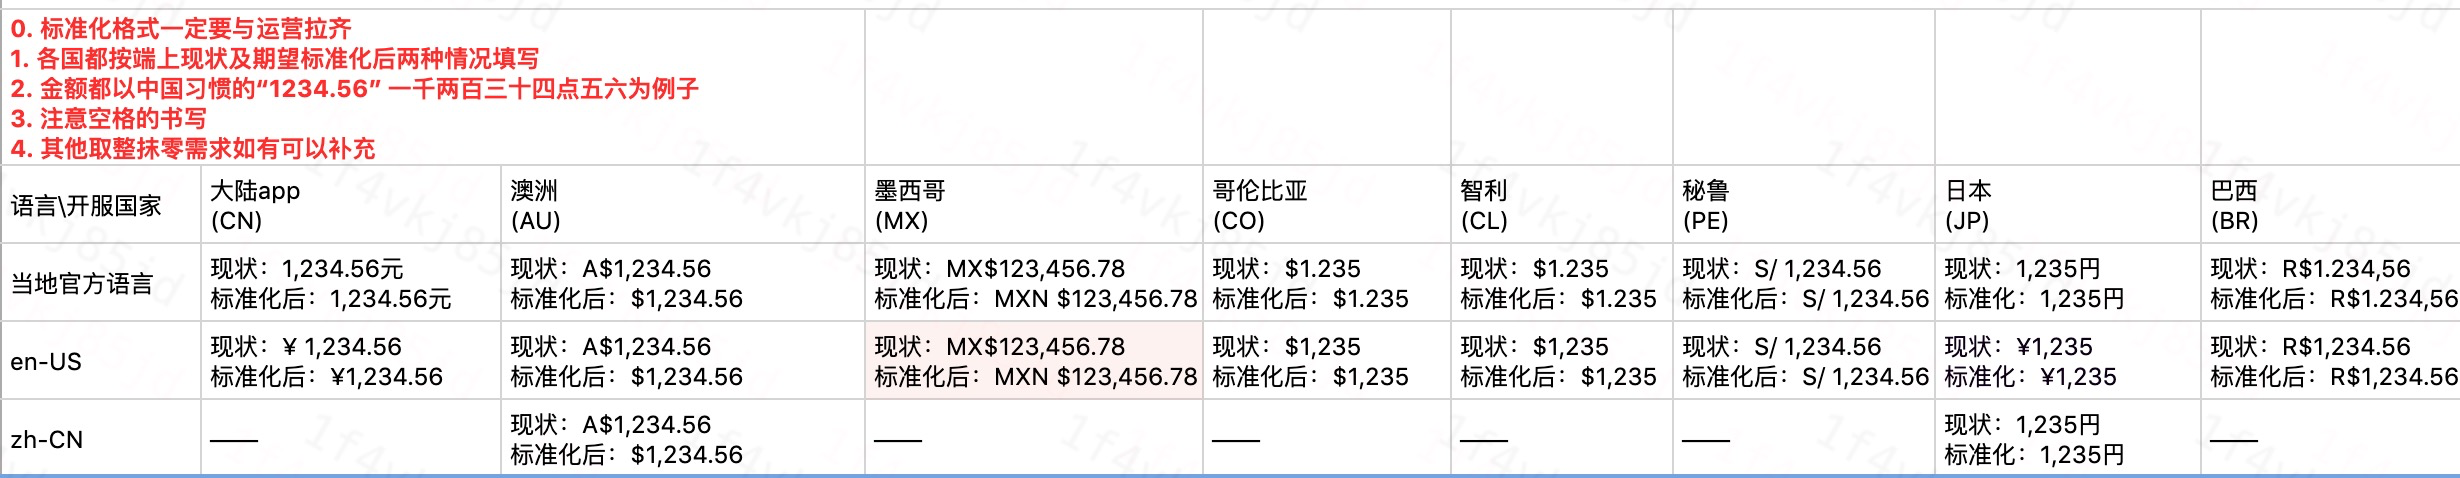 0. 标准化格式一定要与运营拉齐
1. 各国都按端上现状及期望标准化后两种情况填写
2. 金额都以中国习惯的“1234.56” 一千两百三十四点五六为例子
3. 注意空格的书写
4. 其他取整抹零需求如有可以补充
语言\开服国家
大陆app
(CN)
澳洲
(AU)
墨西哥
(MX)
哥伦比亚
(CO)
智利
(CL)
秘鲁
(PE)
日本
(JP)
巴西
(BR)
当地官方语言
现状：1,234.56元
标准化后：1,234.56元
现状：A$1,234.56
标准化后：$1,234.56
现状：MX$123,456.78
标准化后：MXN $123,456.78
现状：$1.235
标准化后：$1.235
现状：$1.235
标准化后：$1.235
现状：S/ 1,234.56
标准化后：S/ 1,234.56
现状：1,235円
标准化：1,235円
现状：R$1.234,56
标准化后：R$1.234,56
en-US
现状：¥ 1,234.56
标准化后：¥1,234.56
现状：A$1,234.56
标准化后：$1,234.56
现状：MX$123,456.78
标准化后：MXN $123,456.78
现状：$1,235
标准化后：$1,235
现状：$1,235
标准化后：$1,235
现状：S/ 1,234.56
标准化后：S/ 1,234.56
现状：¥1,235
标准化：¥1,235
现状：R$1,234.56
标准化后：R$1,234.56
zh-CN
——
现状：A$1,234.56
标准化后：$1,234.56
——
——
——
——
现状：1,235円
标准化：1,235円
——